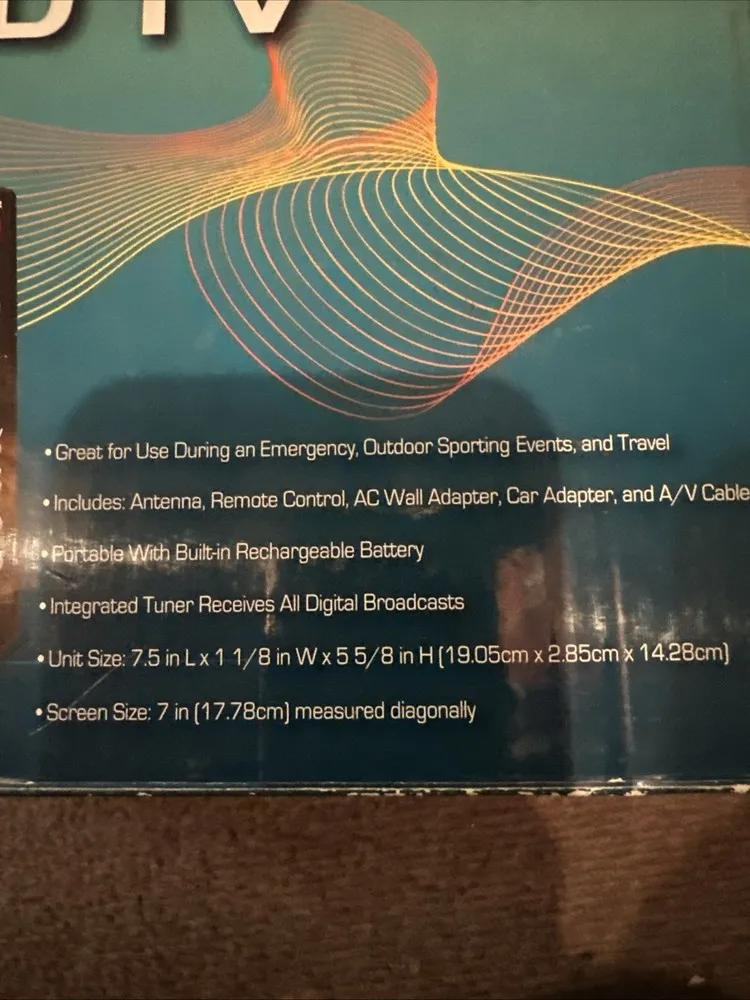 TV
• Great for Use During an Emergency, Outdoor Sporting Events, and Travel
• Includes: Antenna, Remote Control, AC Wall Adapter, Car Adapter, and A/V Cable
• Portable With Built-in Rechargeable Battery
• Integrated Tuner Receives All Digital Broadcasts
• Unit Size: 7.5 in L x 1 1/8 in W x 5 5/8 in H (19.05cm x 2.85cm x 14.28cm)
• Screen Size: 7 in (17.78cm) measured diagonally